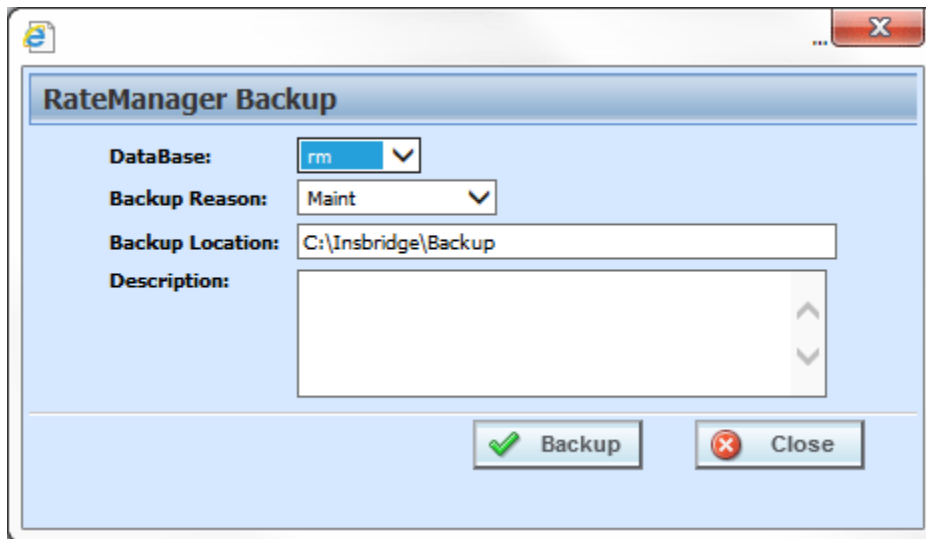 ...
RateManager Backup
DataBase: rm
Backup Reason: Maint
Backup Location: C:\Insbridge\Backup
Description:
Backup Close